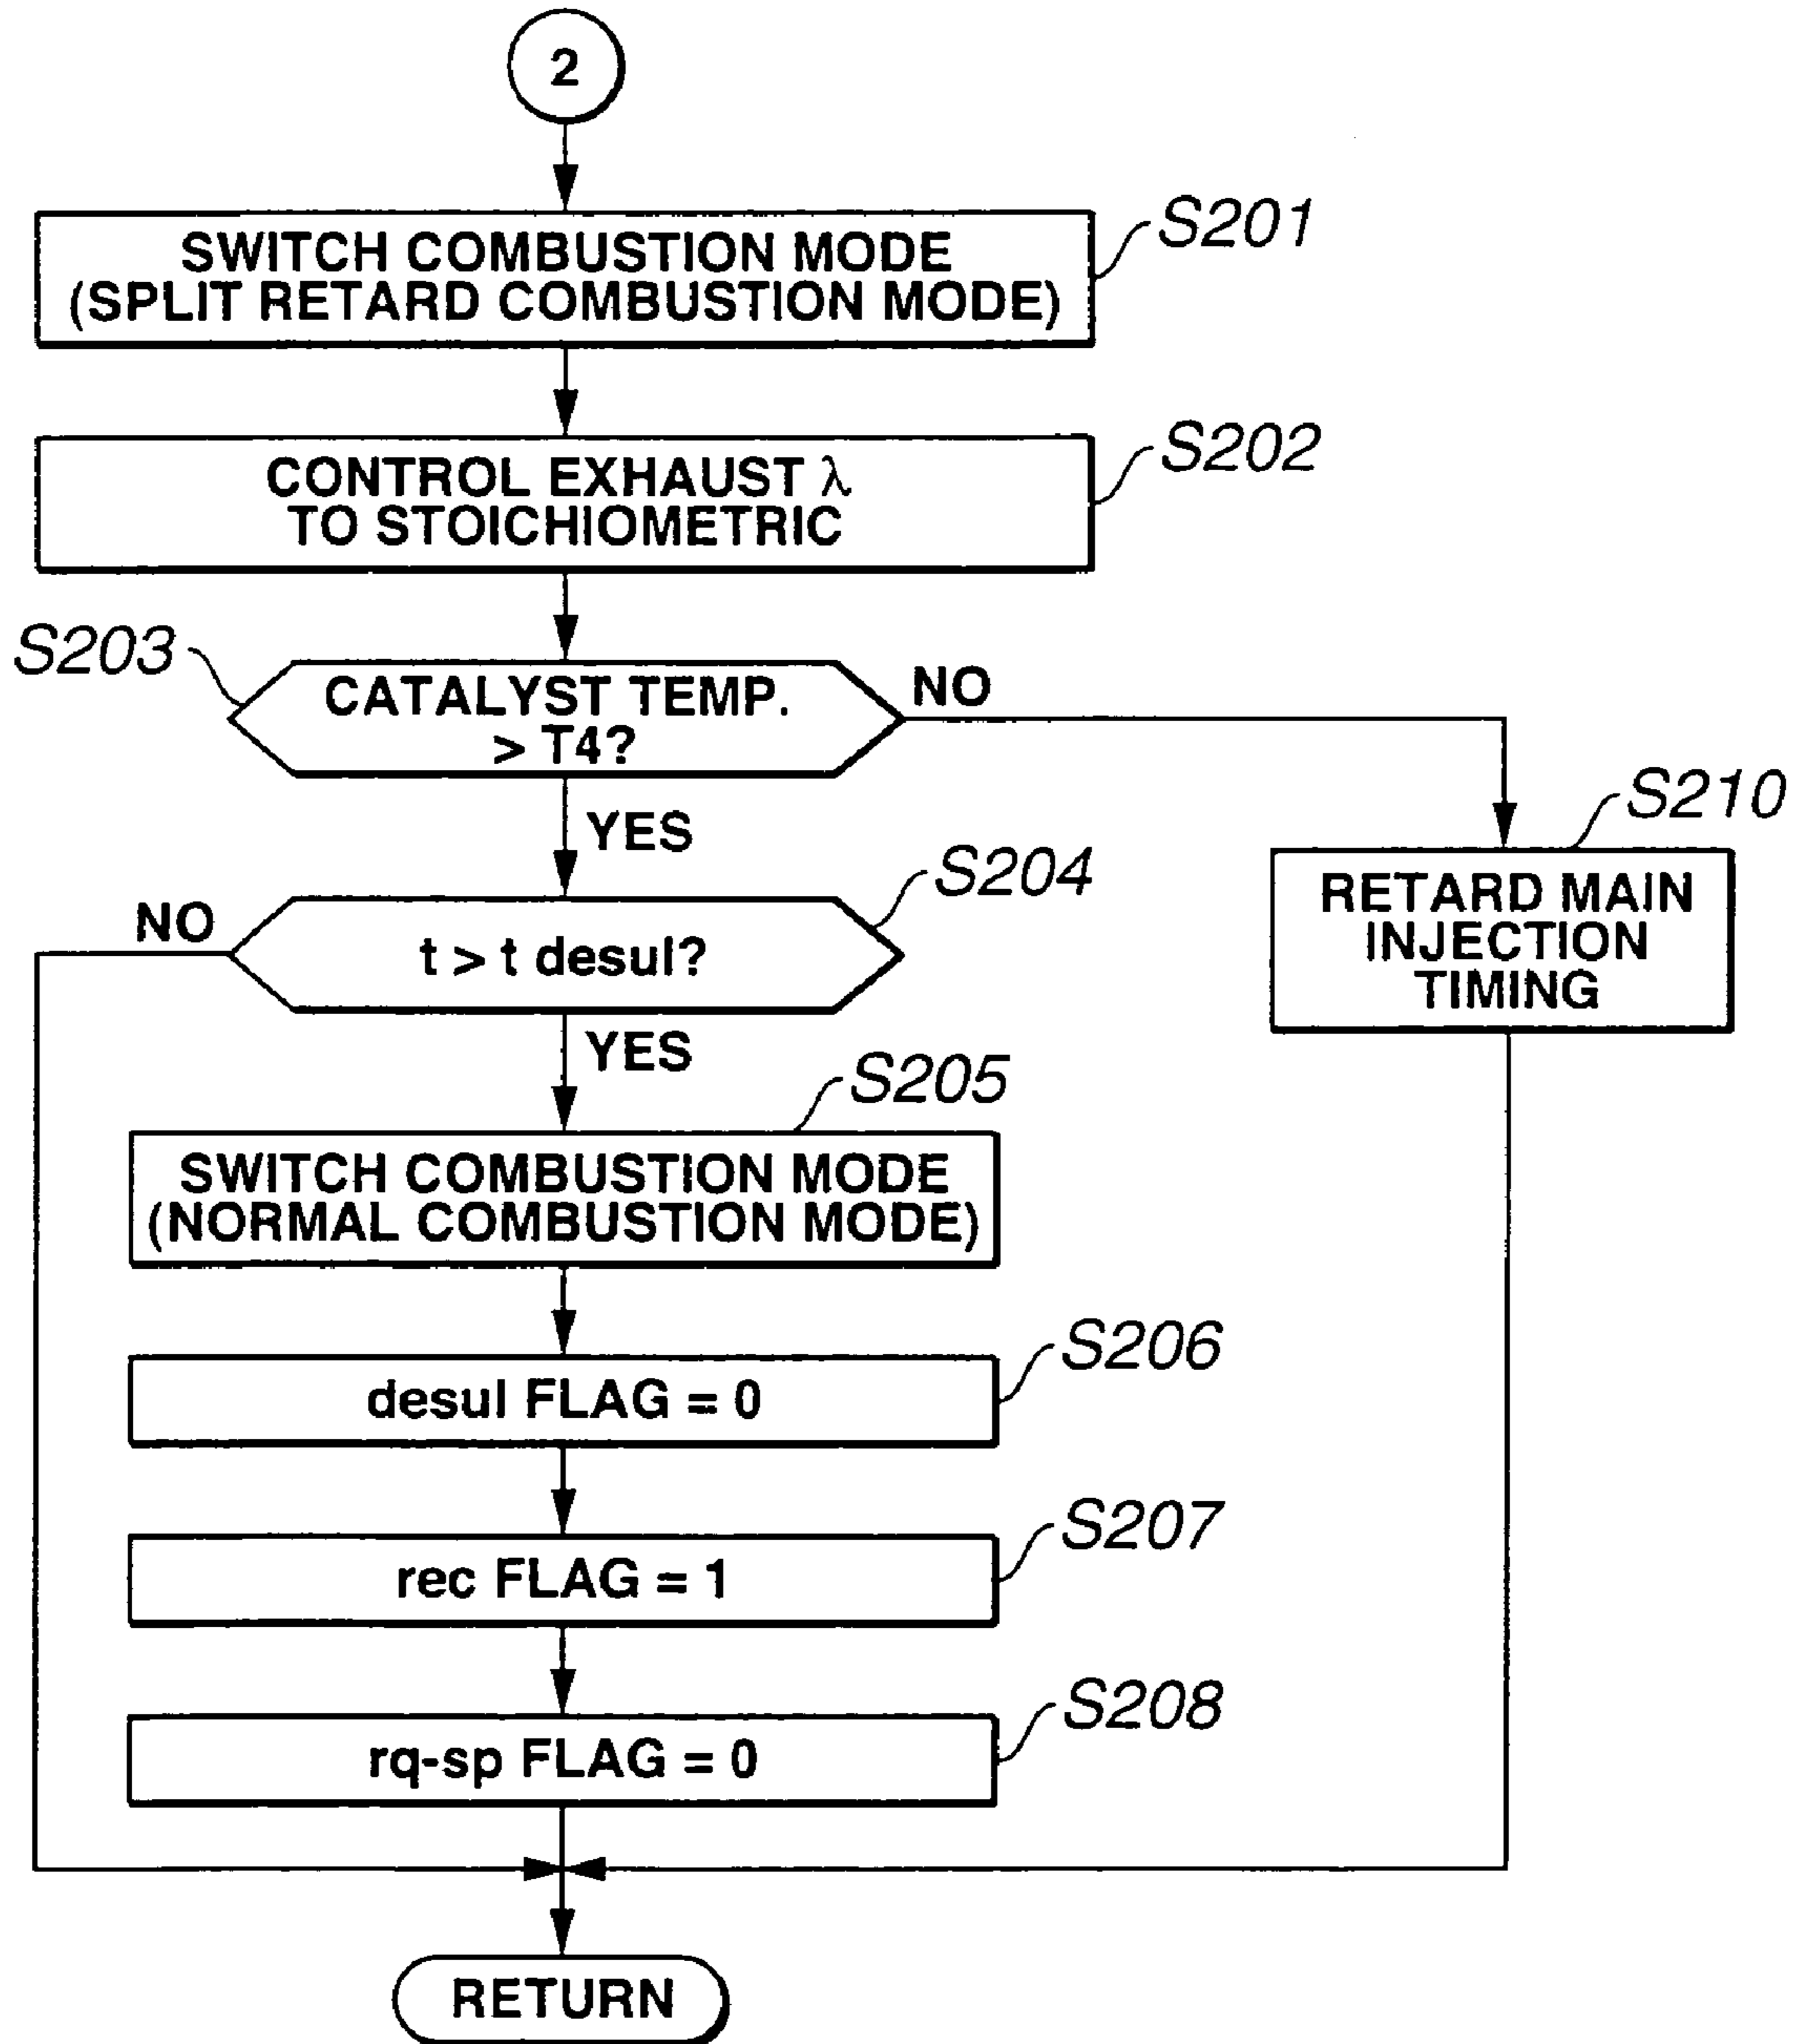 2
S201
SWITCH COMBUSTION MODE
(SPLIT RETARD COMBUSTION MODE)
S202
CONTROL EXHAUST λ
TO STOICHIOMETRIC
S203
CATALYST TEMP.
> T4?
NO
YES
S210
RETARD MAIN
INJECTION
TIMING
S204
NO
t > t desul?
YES
S205
SWITCH COMBUSTION MODE
(NORMAL COMBUSTION MODE)
S206
desul FLAG = 0
S207
rec FLAG = 1
S208
rq-sp FLAG = 0
RETURN